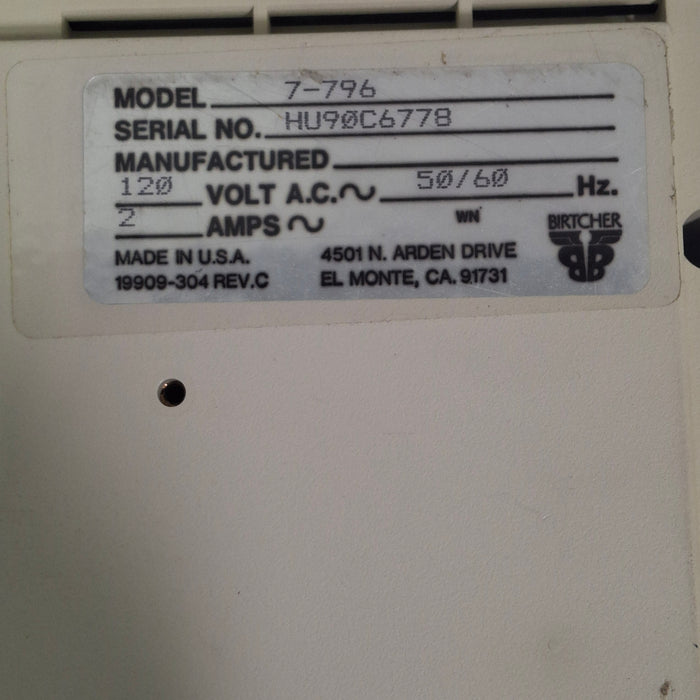 MODEL 7-796
SERIAL NO. HU90C6778
MANUFACTURED
120 VOLT A.C.~ 50/60 Hz.
2 AMPS ~ WN BIRTCHER
MADE IN U.S.A. 4501 N. ARDEN DRIVE
19909-304 REV.C EL MONTE, CA. 91731